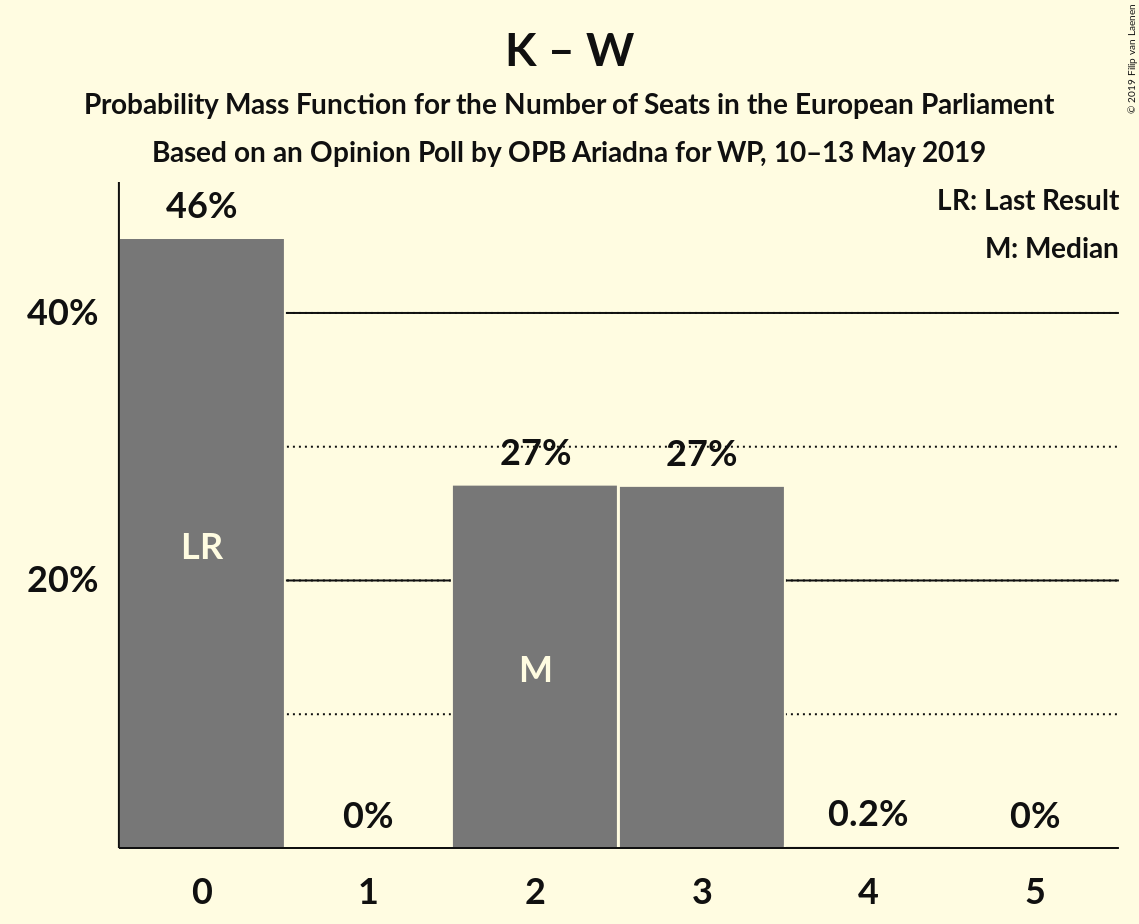 K – W
Probability Mass Function for the Number of Seats in the European Parliament
Based on an Opinion Poll by OPB Ariadna for WP, 10–13 May 2019
© 2019 Filip van Laenen
LR: Last Result
M: Median
46%
40%
27%
27%
LR
20%
M
0%
0.2%
0%
0
1
2
3
4
5